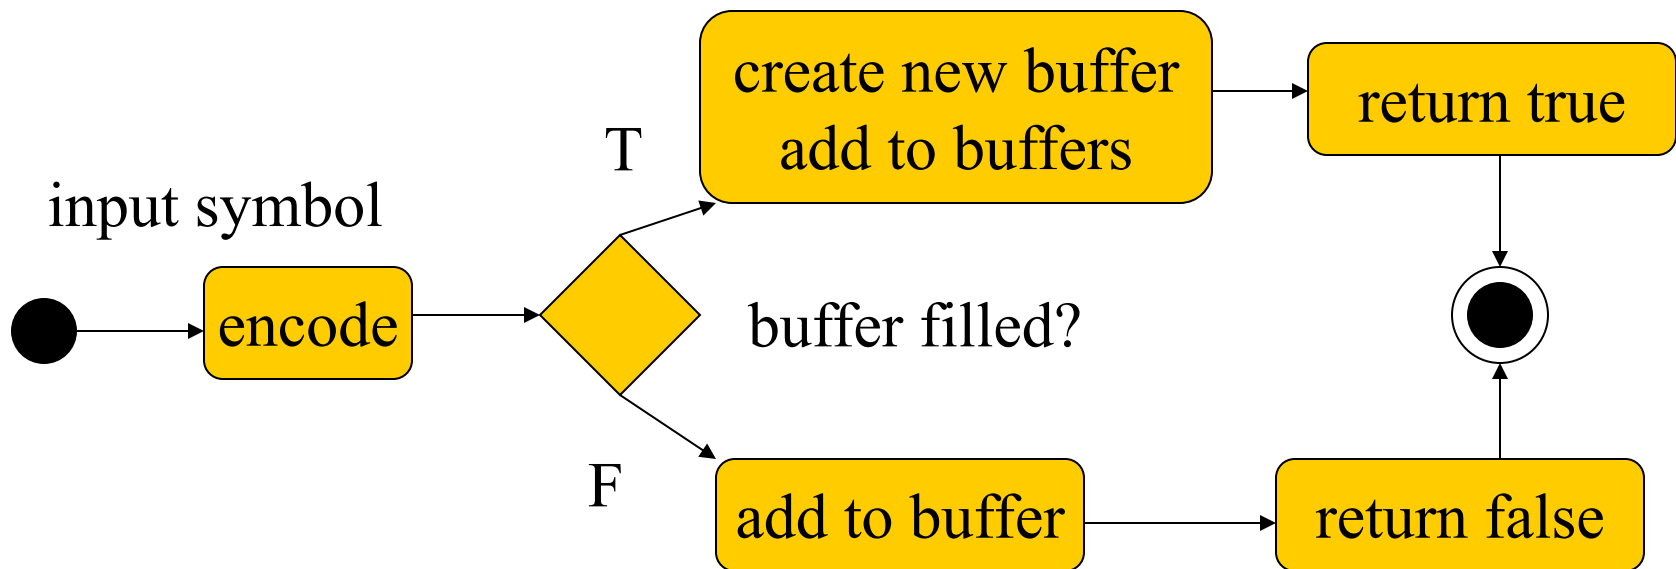 input symbol
encode
T
F
buffer filled?
create new buffer
add to buffers
return true
add to buffer
return false